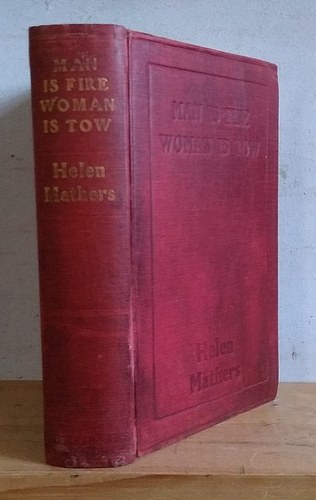 MAN
IS FIRE
WOMAN
IS TOW
Helen
Mathers
MAN IS FIRE
WOMAN IS TOW
Helen
Mathers